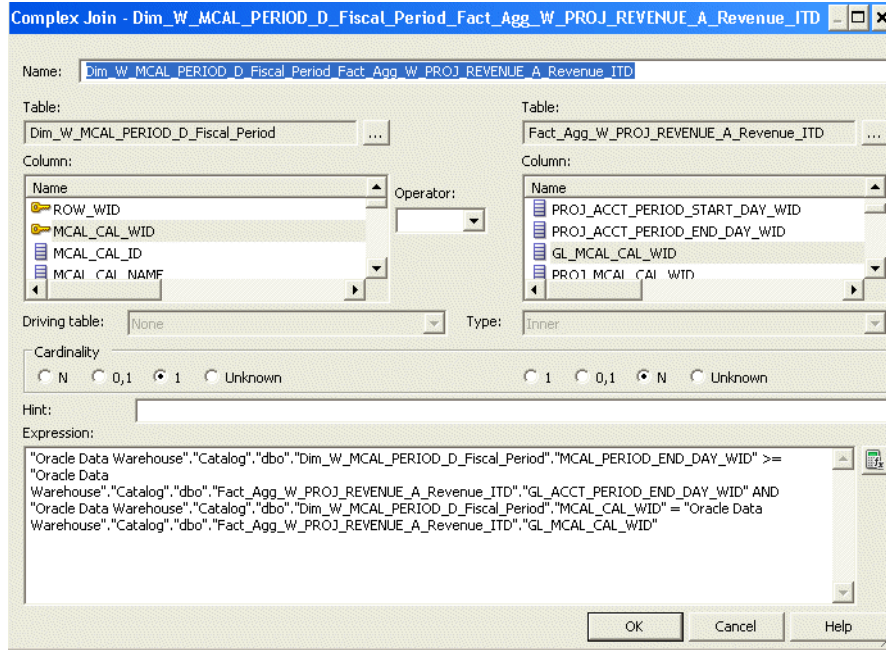 Complex Join - Dim_W_MCAL_PERIOD_D_Fiscal_Period_Fact_Agg_W_PROJ_REVENUE_A_Revenue_ITD
Name: Dim_W_MCAL_PERIOD_D_Fiscal_Period_Fact_Agg_W_PROJ_REVENUE_A_Revenue_ITD
Table: Table:
Dim_W_MCAL_PERIOD_D_Fiscal_Period ... Fact_Agg_W_PROJ_REVENUE_A_Revenue_ITD ...
Column: Column:
Name Operator: Name
ROW_WID PROJ_ACCT_PERIOD_START_DAY_WID
MCAL_CAL_WID PROJ_ACCT_PERIOD_END_DAY_WID
MCAL_CAL_ID GL_MCAL_CAL_WID
MCAL_CAL_NAME PROJ_MCAL_CAL_WID
Driving table: None Type: Inner
Cardinality
N 0,1 1 Unknown 1 0,1 N Unknown
Hint:
Expression:
"Oracle Data Warehouse"."Catalog"."dbo"."Dim_W_MCAL_PERIOD_D_Fiscal_Period"."MCAL_PERIOD_END_DAY_WID" >=
"Oracle Data
Warehouse"."Catalog"."dbo"."Fact_Agg_W_PROJ_REVENUE_A_Revenue_ITD"."GL_ACCT_PERIOD_END_DAY_WID" AND
"Oracle Data Warehouse"."Catalog"."dbo"."Dim_W_MCAL_PERIOD_D_Fiscal_Period"."MCAL_CAL_WID" = "Oracle Data
Warehouse"."Catalog"."dbo"."Fact_Agg_W_PROJ_REVENUE_A_Revenue_ITD"."GL_MCAL_CAL_WID"
OK Cancel Help